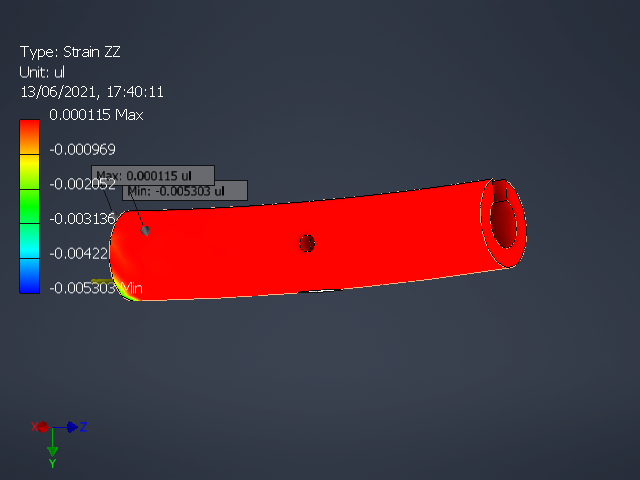 Type: Strain ZZ
Unit: ul
13/06/2021, 17:40:11
0.000115 Max
-0.000969
Max: 0.000115 ul
-0.002052
Min: -0.005303 ul
-0.003136
-0.00422
-0.005303 Min
X
Z
Y